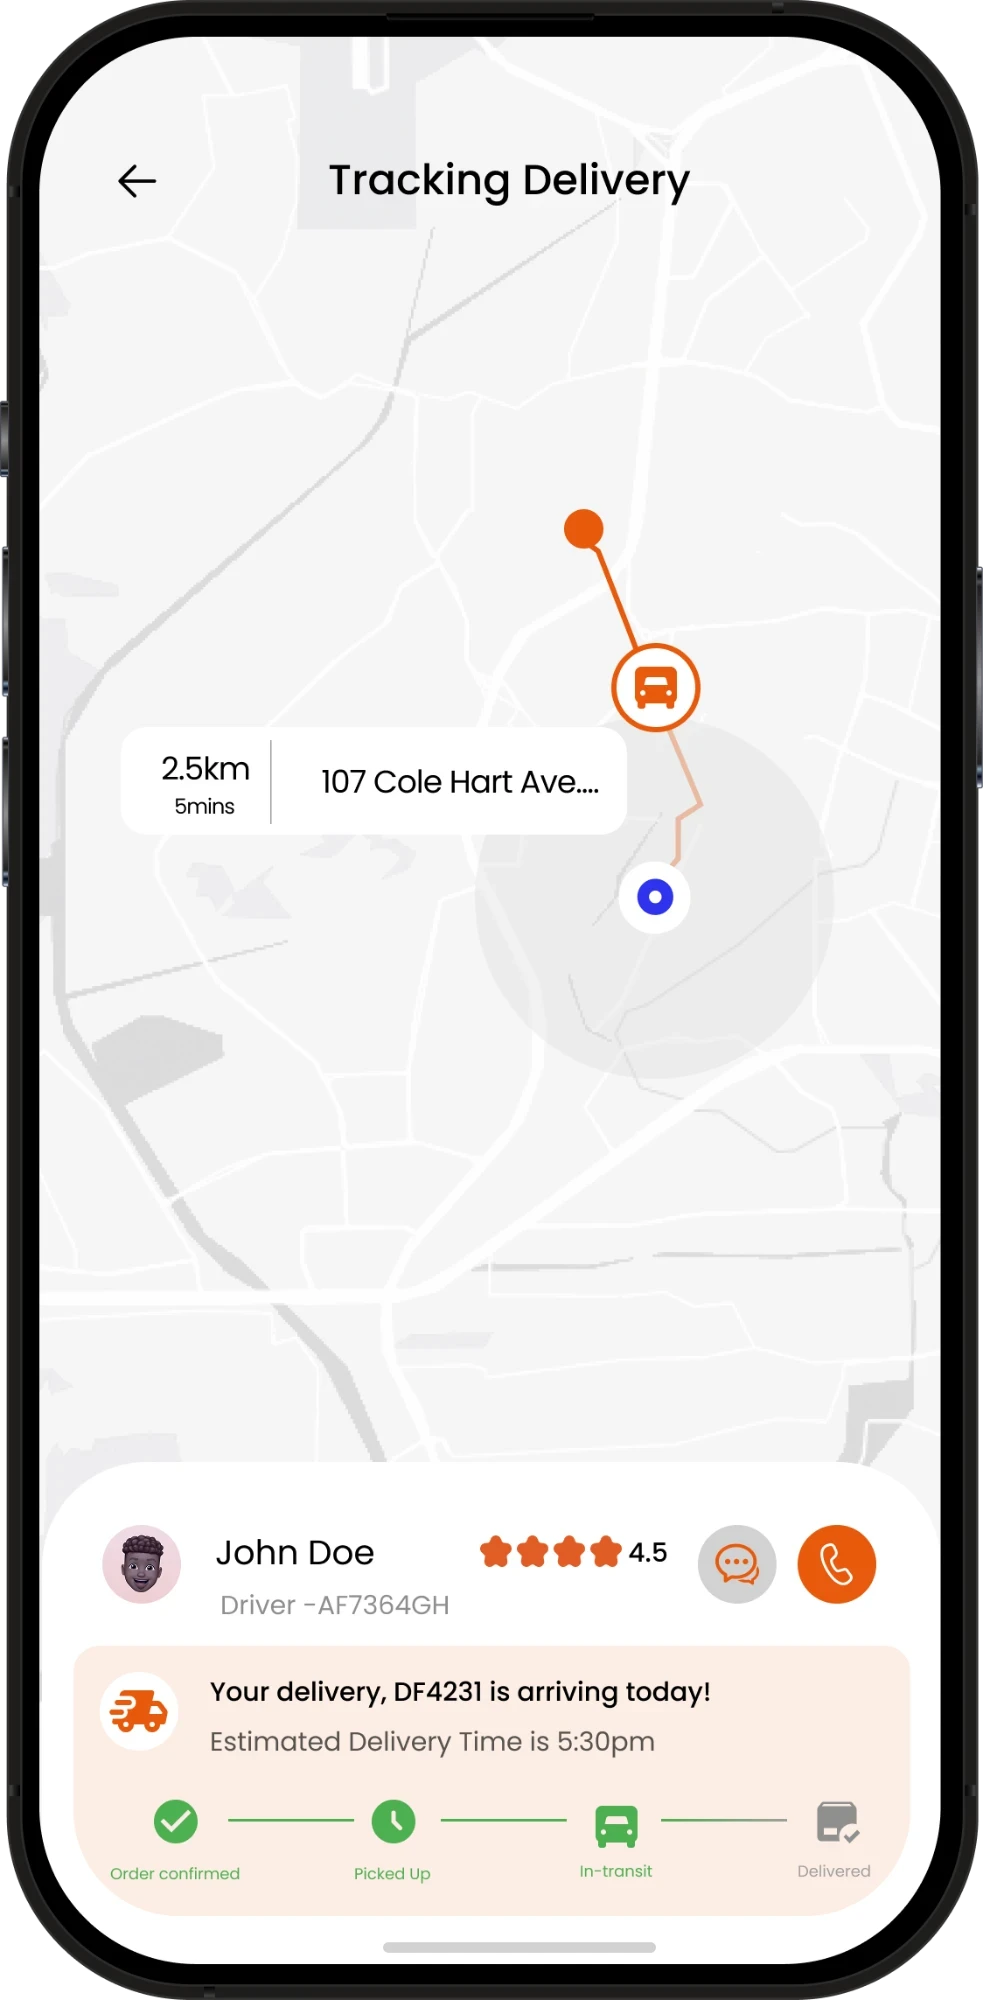 Tracking Delivery
2.5km
5mins
107 Cole Hart Ave....
John Doe
4.5
Driver -AF7364GH
Your delivery, DF4231 is arriving today!
Estimated Delivery Time is 5:30pm
Order confirmed
Picked Up
In-transit
Delivered